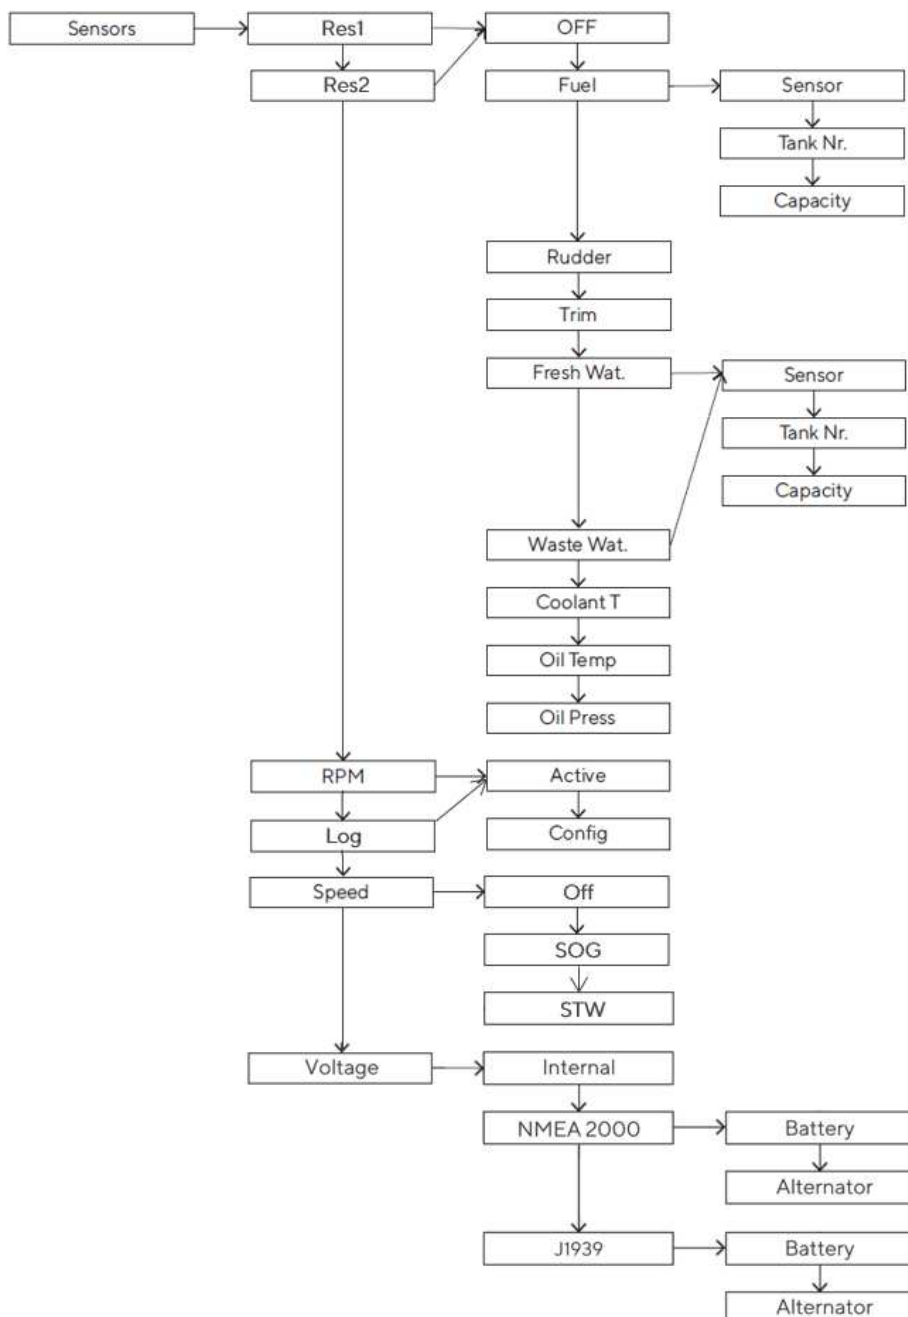 Sensors
Res1
OFF
Res2
Fuel
Sensor
Tank Nr.
Capacity
Rudder
Trim
Fresh Wat.
Sensor
Tank Nr.
Capacity
Waste Wat.
Coolant T
Oil Temp
Oil Press
RPM
Active
Log
Config
Speed
Off
SOG
STW
Voltage
Internal
NMEA 2000
Battery
Alternator
J1939
Battery
Alternator